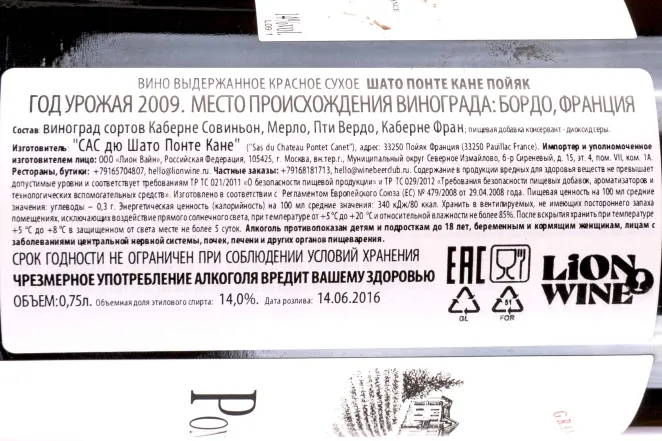 ВИНО ВЫДЕРЖАННОЕ КРАСНОЕ СУХОЕ ШАТО ПОНТЕ КАНЕ ПОЙЯК
ГОД УРОЖАЯ 2009. МЕСТО ПРОИСХОЖДЕНИЯ ВИНОГРАДА: БОРДО, ФРАНЦИЯ
Состав: виноград сортов Каберне Совиньон, Мерло, Пти Вердо, Каберне Фран; пищевая добавка консервант - диоксид серы.
Изготовитель: "САС дю Шато Понте Кане" ("Sas du Chateau Pontet Canet"), адрес: 33250 Пойяк Франция (33250 Pauillac France). Импортер и уполномоченное
изготовителем лицо: ООО «Лион Вайн», Российская Федерация, 105425, г. Москва, вн.тер.г., Муниципальный округ Северное Измайлово, б-р Сиреневый, д. 15, эт. 4, пом. VII, ком. 1А.
Рестораны, бутики: +79165704807, hello@lionwine.ru. Частные заказы: +79168181713, hello@winebeerclub.ru. Содержание в продукции вредных для здоровья веществ не превышает
допустимые уровни и соответствует требованиям ТР ТС 021/2011 «О безопасности пищевой продукции» и ТР ТС 029/2012 «Требования безопасности пищевых добавок, ароматизаторов и
технологических вспомогательных средств». Изготовлено в соответствии с Регламентом Европейского Союза (ЕС) № 479/2008 от 29.04.2008 года. Пищевая ценность на 100 мл средние
значения: углеводы – 0,3 г. Энергетическая ценность (калорийность) на 100 мл средние значения: 340 кДж/80 ккал. Хранить в вентилируемых, не имеющих постороннего запаха
помещениях, исключающих воздействие прямого солнечного света, при температуре от +5 °С до +20 °С и относительной влажности не более 85%. После вскрытия хранить при температуре
+5 °С до +8 °С в защищенном от света месте не более 5 суток. Алкоголь противопоказан детям и подросткам до 18 лет, беременным и кормящим женщинам, лицам с
заболеваниями центральной нервной системы, почек, печени и других органов пищеварения.
СРОК ГОДНОСТИ НЕ ОГРАНИЧЕН ПРИ СОБЛЮДЕНИИ УСЛОВИЙ ХРАНЕНИЯ
ЧРЕЗМЕРНОЕ УПОТРЕБЛЕНИЕ АЛКОГОЛЯ ВРЕДИТ ВАШЕМУ ЗДОРОВЬЮ
ОБЪЕМ:0,75л. Объемная доля этилового спирта: 14,0%. Дата розлива: 14.06.2016
EAC
GL
51
FOR
LION
WINE